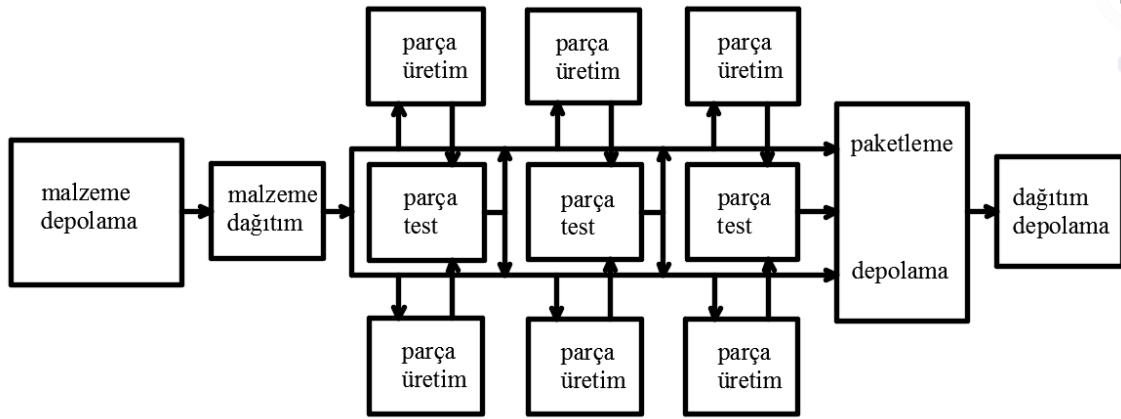 parça
üretim
parça
üretim
parça
üretim
malzeme
depolama
malzeme
dağıtım
parça
test
parça
test
parça
test
paketleme
depolama
dağıtım
depolama
parça
üretim
parça
üretim
parça
üretim